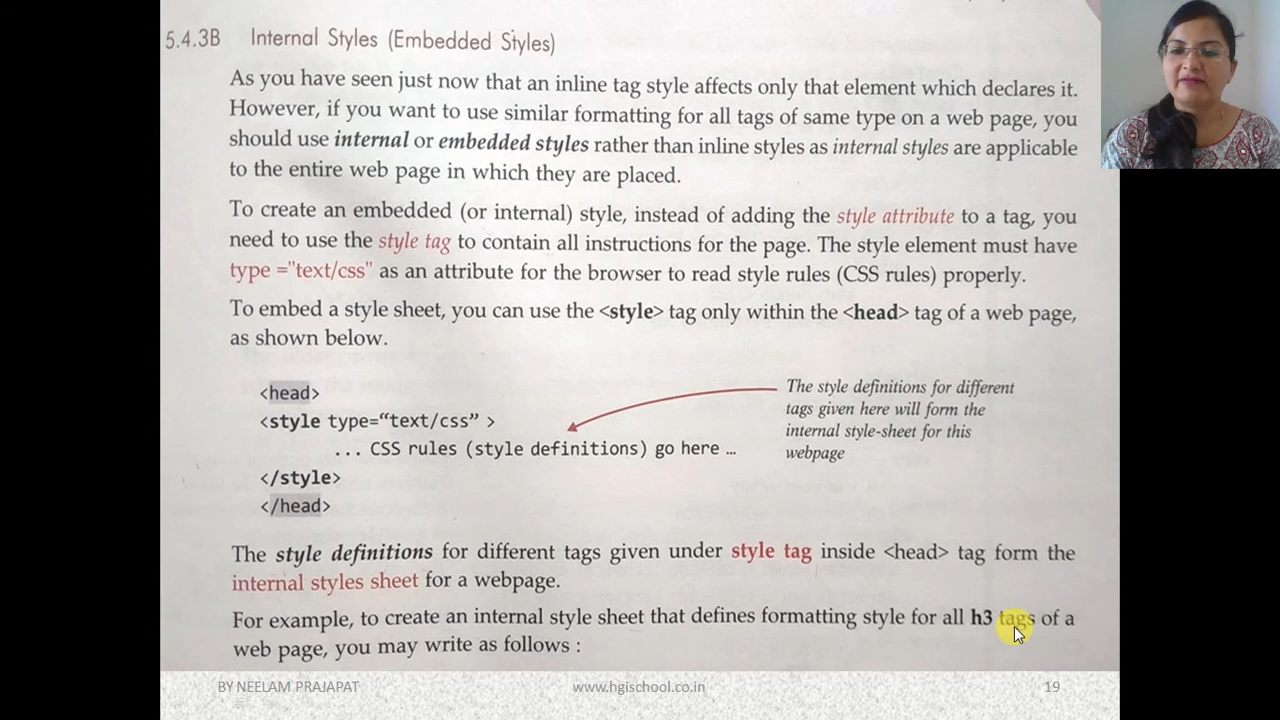 5.4.3B Internal Styles (Embedded Styles)
As you have seen just now that an inline tag style affects only that element which declares it.
However, if you want to use similar formatting for all tags of same type on a web page, you
should use internal or embedded styles rather than inline styles as internal styles are applicable
to the entire web page in which they are placed.
To create an embedded (or internal) style, instead of adding the style attribute to a tag, you
need to use the style tag to contain all instructions for the page. The style element must have
type ="text/css" as an attribute for the browser to read style rules (CSS rules) properly.
To embed a style sheet, you can use the <style> tag only within the <head> tag of a web page,
as shown below.
<head>
<style type=“text/css” >
... CSS rules (style definitions) go here ...
</style>
</head>
The style definitions for different
tags given here will form the
internal style-sheet for this
webpage
The style definitions for different tags given under style tag inside <head> tag form the
internal styles sheet for a webpage.
For example, to create an internal style sheet that defines formatting style for all h3 tags of a
web page, you may write as follows :
BY NEELAM PRAJAPAT www.hgischool.co.in 19